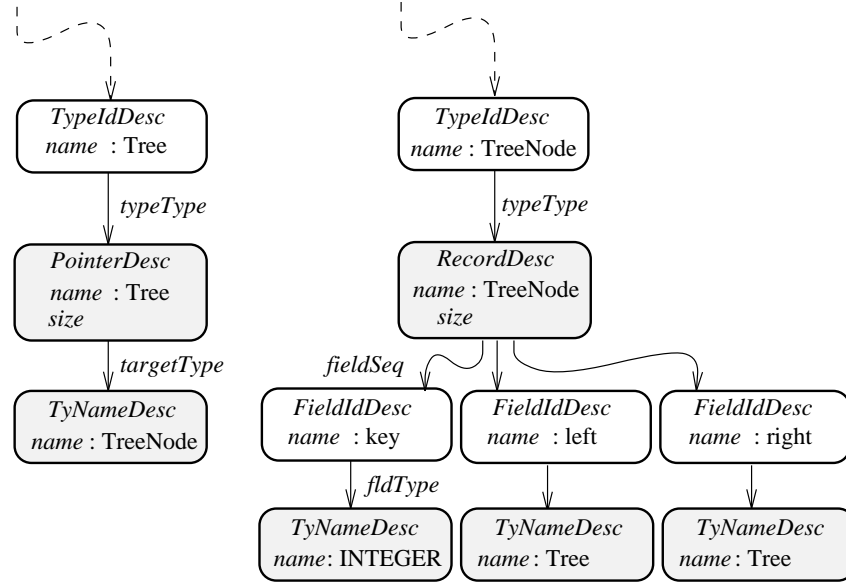 TypeIdDesc
name : Tree
typeType
PointerDesc
name : Tree
size
targetType
TyNameDesc
name : TreeNode
TypeIdDesc
name : TreeNode
typeType
RecordDesc
name : TreeNode
size
fieldSeq
FieldIdDesc
name : key
FieldIdDesc
name : left
FieldIdDesc
name : right
fldType
TyNameDesc
name : INTEGER
TyNameDesc
name : Tree
TyNameDesc
name : Tree